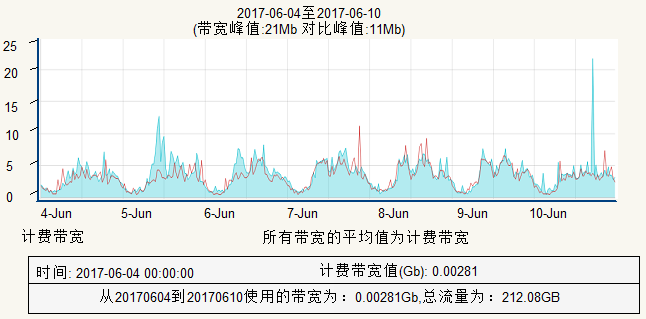 2017-06-04至2017-06-10
(带宽峰值:21Mb 对比峰值:11Mb)
25
20
15
10
5
0
4-Jun 5-Jun 6-Jun 7-Jun 8-Jun 9-Jun 10-Jun
计费带宽 所有带宽的平均值为计费带宽
时间: 2017-06-04 00:00:00 计费带宽值(Gb): 0.00281
从20170604到20170610使用的带宽为：0.00281Gb,总流量为：212.08GB